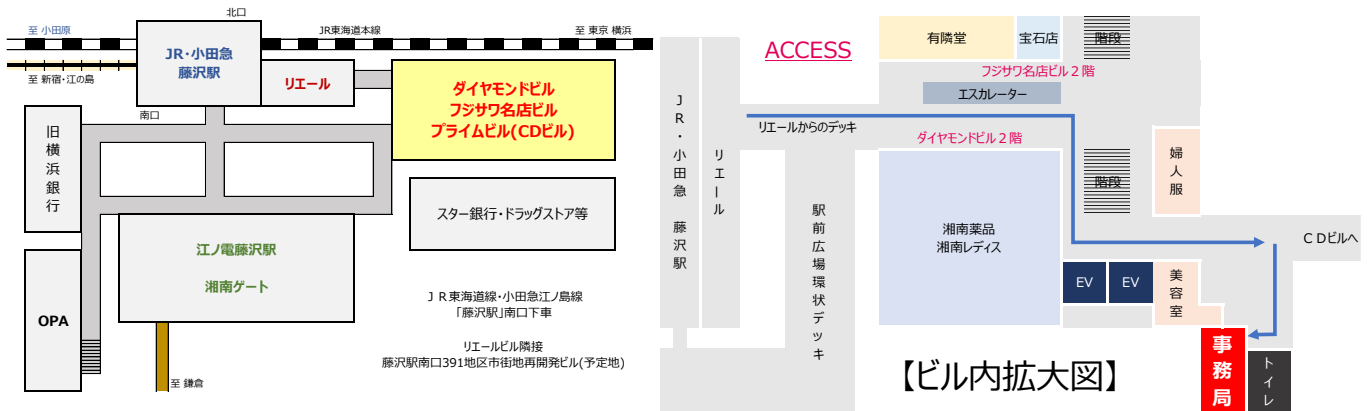 北口
至 小田原
JR東海道本線
至 東京 横浜
JR・小田急
藤沢駅
至 新宿・江の島
リエール
ダイヤモンドビル
フジサワ名店ビル
プライムビル(CDビル)
南口
旧横浜銀行
スター銀行・ドラッグストア等
江ノ電藤沢駅
湘南ゲート
OPA
至 鎌倉
JR東海道線・小田急江ノ島線
「藤沢駅」南口下車
リエールビル隣接
藤沢駅南口391地区市街地再開発ビル(予定地)
ACCESS
有隣堂
宝石店
階段
フジサワ名店ビル2階
エスカレーター
JR・小田急 藤沢駅
リエール
リエールからのデッキ
ダイヤモンドビル2階
階段
婦人服
駅前広場環状デッキ
湘南薬品
湘南レディス
CDビルへ
EV
EV
美容室
事務局
トイレ
【ビル内拡大図】